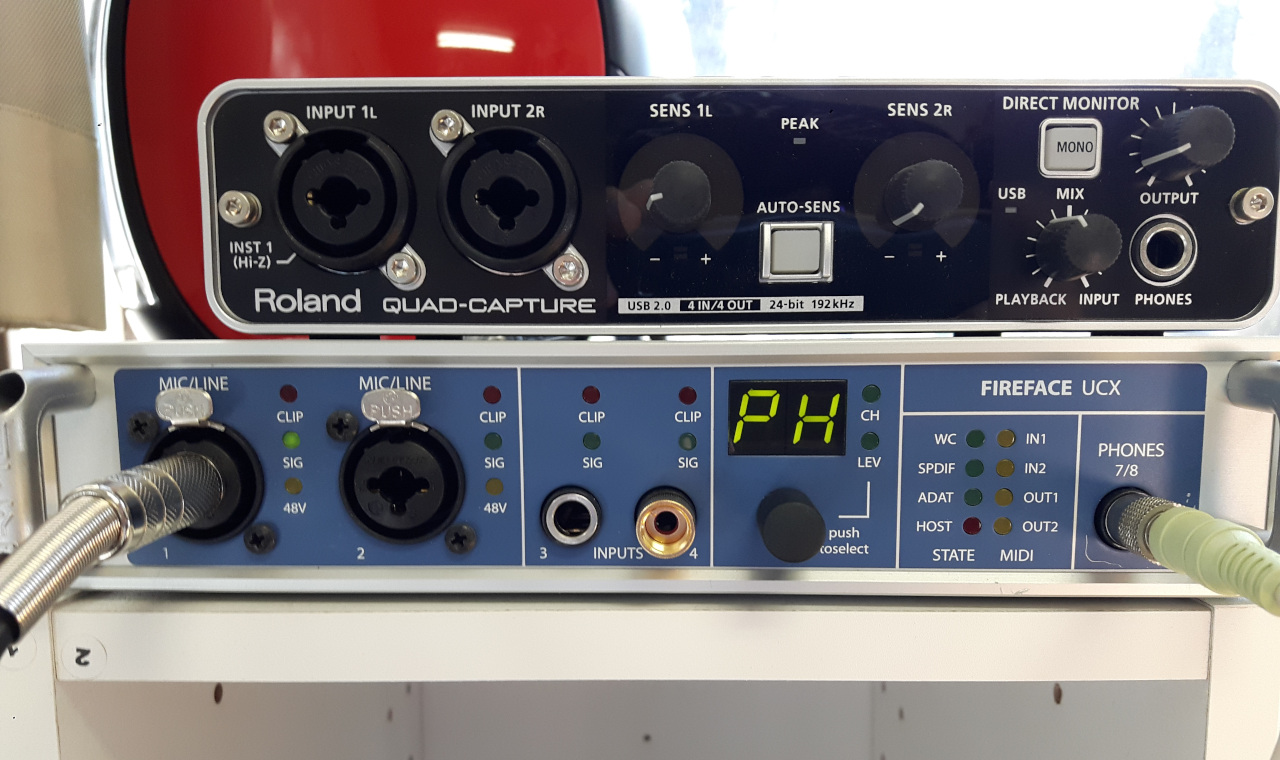 INPUT 1L
INPUT 2R
SENS 1L
PEAK
SENS 2R
DIRECT MONITOR
MONO
USB
MIX
OUTPUT
AUTO-SENS
INST 1
(Hi-Z)
- +
- +
PLAYBACK INPUT PHONES
Roland QUAD-CAPTURE
USB 2.0 4 IN/4 OUT 24-bit 192kHz
MIC/LINE
PUSH
CLIP
SIG
48V
1
MIC/LINE
PUSH
CLIP
SIG
48V
2
CLIP
SIG
CLIP
SIG
3 INPUTS 4
PH
CH
LEV
push
toselect
FIREFACE UCX
WC IN1
SPDIF IN2
ADAT OUT1
HOST OUT2
STATE MIDI
PHONES
7/8
2